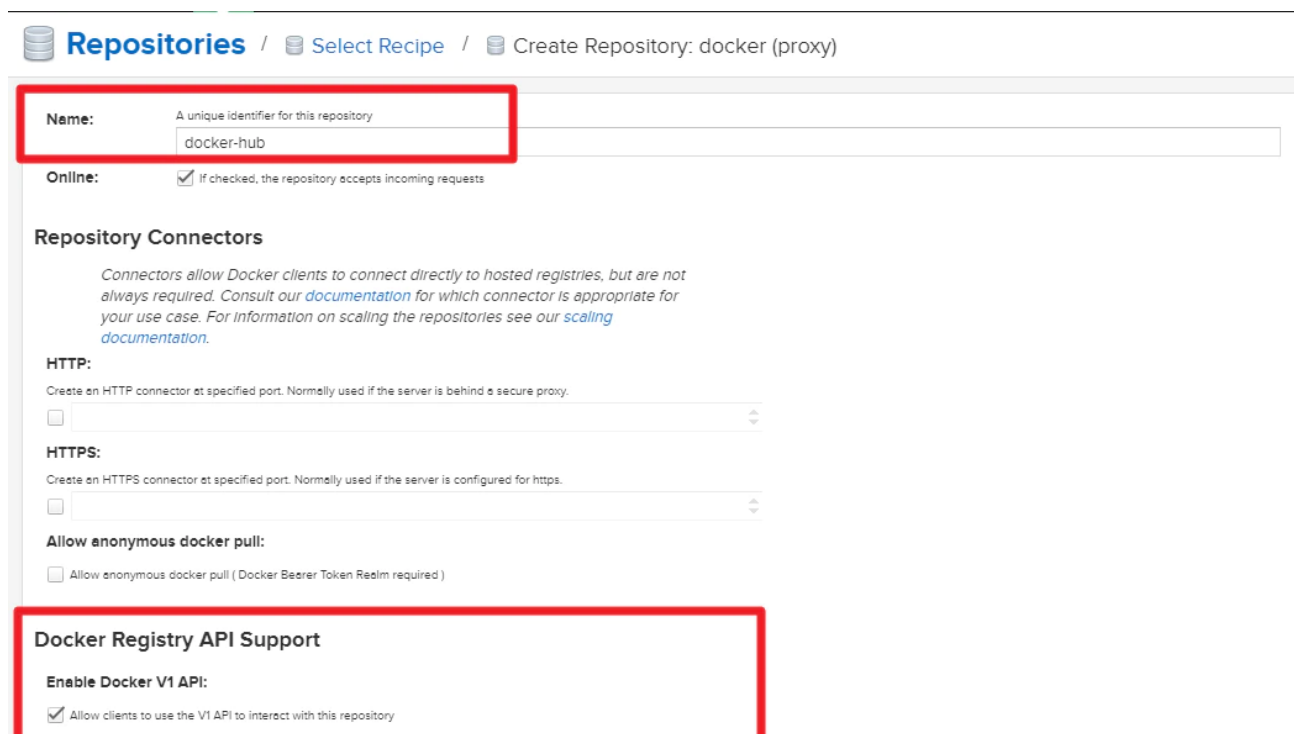 Repositories / Select Recipe / Create Repository: docker (proxy)
Name:
A unique identifier for this repository
docker-hub
Online:
If checked, the repository accepts incoming requests
Repository Connectors
Connectors allow Docker clients to connect directly to hosted registries, but are not
always required. Consult our documentation for which connector is appropriate for
your use case. For information on scaling the repositories see our scaling
documentation.
HTTP:
Create an HTTP connector at specified port. Normally used if the server is behind a secure proxy.
HTTPS:
Create an HTTPS connector at specified port. Normally used if the server is configured for https.
Allow anonymous docker pull:
Allow anonymous docker pull ( Docker Bearer Token Realm required )
Docker Registry API Support
Enable Docker V1 API:
Allow clients to use the V1 API to interact with this repository